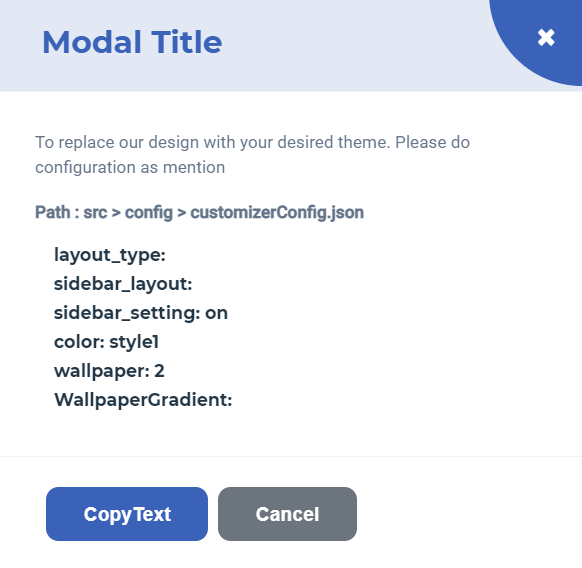 Modal Title
To replace our design with your desired theme. Please do
configuration as mention
Path : src > config > customizerConfig.json
layout_type:
sidebar_layout:
sidebar_setting: on
color: style1
wallpaper: 2
WallpaperGradient:
CopyText Cancel